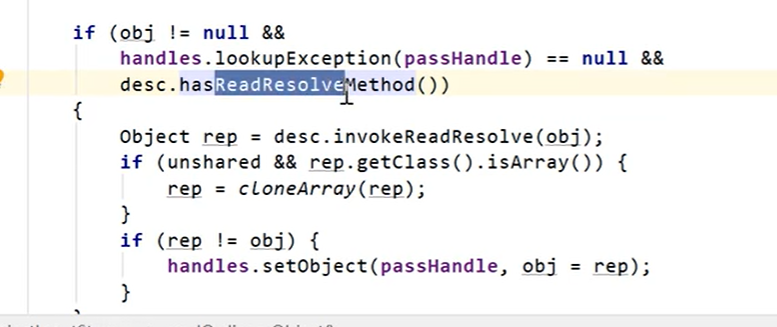 if (obj != null &&
handles.lookupException(passHandle) == null &&
desc.hasReadResolveMethod())
{
Object rep = desc.invokeReadResolve(obj);
if (unshared && rep.getClass().isArray()) {
rep = cloneArray(rep);
}
if (rep != obj) {
handles.setObject(passHandle, obj = rep);
}